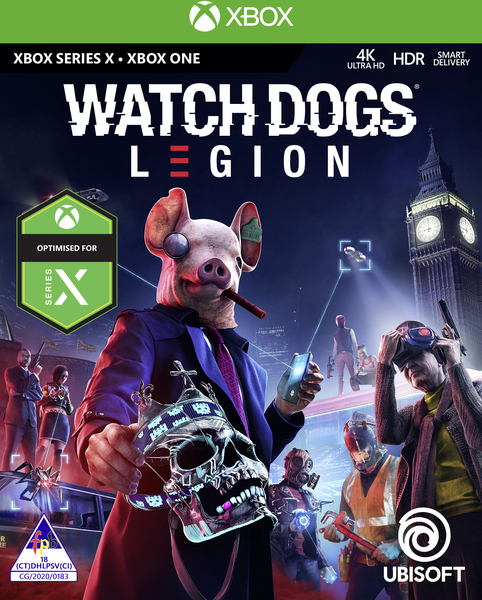 XBOX
XBOX SERIES X • XBOX ONE
4K
ULTRA HD
HDR
SMART
DELIVERY
WATCH DOGS®
LEGION
OPTIMISED FOR
SERIES
X
fpb
18
(CT)DHLPSV(CI)
CG/2020/0183
UBISOFT